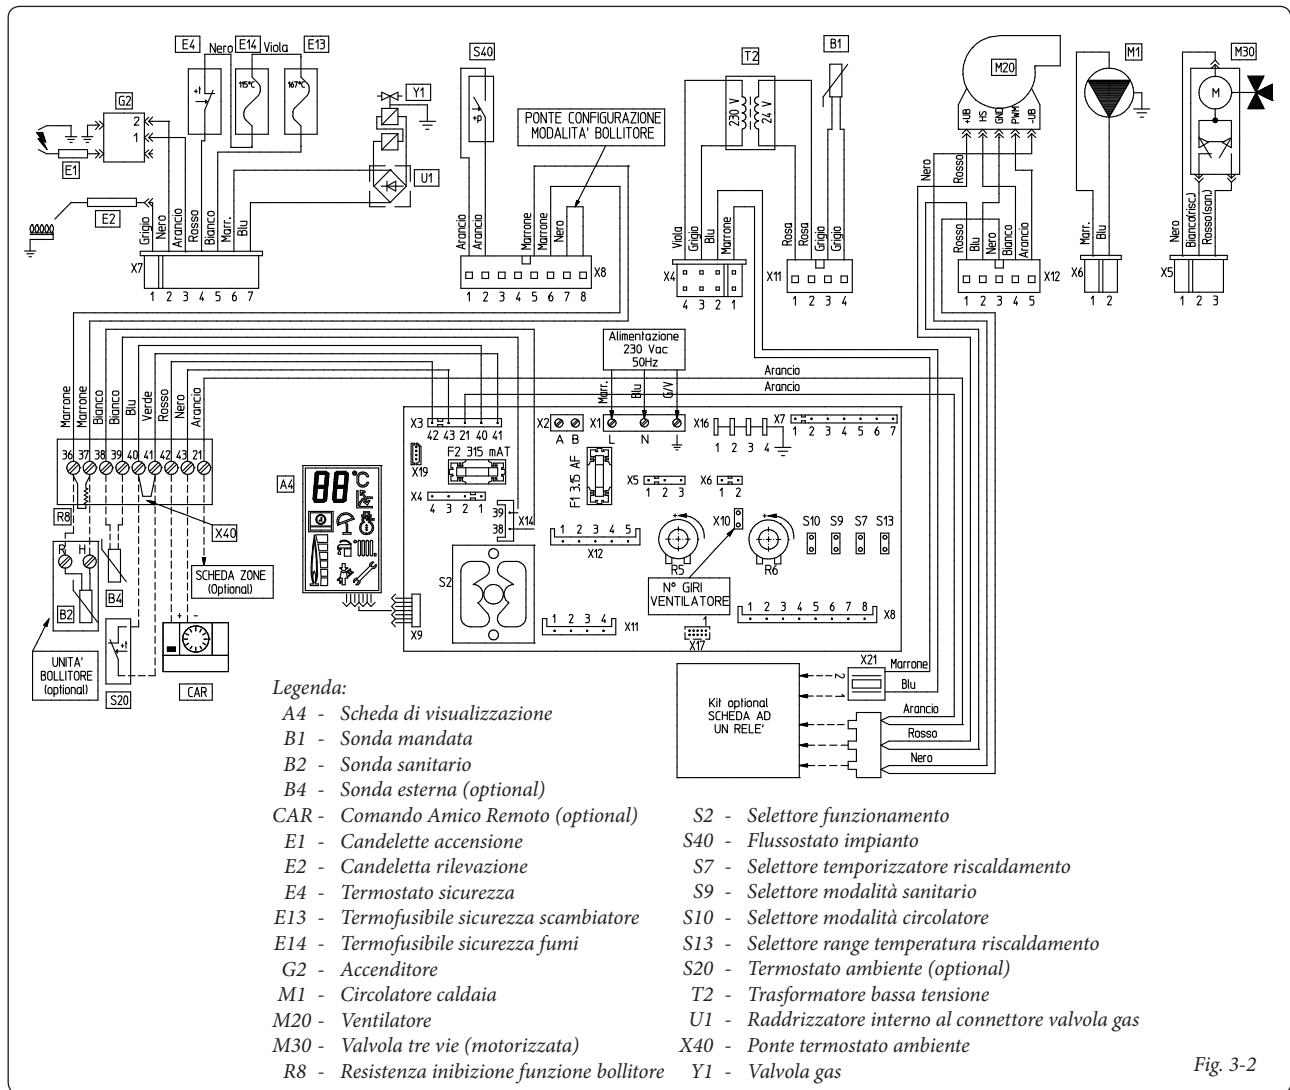 E4 Nero E14 Viola E13 S40 T2 B1 M20 M1 M30
G2 115°C 167°C Y1
+t +p 230 V 24 V M
PONTE CONFIGURAZIONE
MODALITA' BOLLITORE
2
1
E1 U1
E2
+UB HS GND PWM -UB
Nero Rosso
Grigio Nero Arancio Rosso Bianco Marr. Blu
Arancio Arancio Marrone Marrone Nero
Viola Grigio Blu Marrone
Rosa Rosa Grigio Grigio
Rosso Blu Nero Bianco Arancio
Marr. Blu
Nero Bianco(risc.) Rosso(san.)
X7 X8 X4 X11 X12 X6 X5
1 2 3 4 5 6 7
1 2 3 4 5 6 7 8
4 3 2 1
1 2 3 4
1 2 3 4 5
1 2
1 2 3
Alimentazione
230 Vac
50Hz
Marr. Blu G/V
Arancio
Arancio
Marrone Marrone Bianco Bianco Blu Verde Rosso Nero Arancio
36 37 38 39 40 41 42 43 21
X3
42 43 21 40 41
X2 A B
X1 L N
X16 1 2 3 4
X7 1 2 3 4 5 6 7
F2 315 mAT
X19
F1 3.15 AF
X5 1 2 3
X6 1 2
A4
88 °C
X4
4 3 2 1
39
38
X14
1 2 3 4 5
X12
R5
X10
R6
S10 S9 S7 S13
R8
X40
R H
B2
B4
SCHEDA ZONE
(Optional)
S2
N° GIRI
VENTILATORE
1
X17
1 2 3 4
X11
1 2 3 4 5 6 7 8
X8
X9
UNITA'
BOLLITORE
(optional)
+t
S20
+ -
CAR
X21
Marrone
Blu
2
1
Kit optional
SCHEDA AD
UN RELE'
Arancio
Rosso
Nero
Legenda:
A4 - Scheda di visualizzazione
B1 - Sonda mandata
B2 - Sonda sanitario
B4 - Sonda esterna (optional)
CAR - Comando Amico Remoto (optional)
E1 - Candelette accensione
E2 - Candeletta rilevazione
E4 - Termostato sicurezza
E13 - Termofusibile sicurezza scambiatore
E14 - Termofusibile sicurezza fumi
G2 - Accenditore
M1 - Circolatore caldaia
M20 - Ventilatore
M30 - Valvola tre vie (motorizzata)
R8 - Resistenza inibizione funzione bollitore
S2 - Selettore funzionamento
S40 - Flussostato impianto
S7 - Selettore temporizzatore riscaldamento
S9 - Selettore modalità sanitario
S10 - Selettore modalità circolatore
S13 - Selettore range temperatura riscaldamento
S20 - Termostato ambiente (optional)
T2 - Trasformatore bassa tensione
U1 - Raddrizzatore interno al connettore valvola gas
X40 - Ponte termostato ambiente
Y1 - Valvola gas
Fig. 3-2